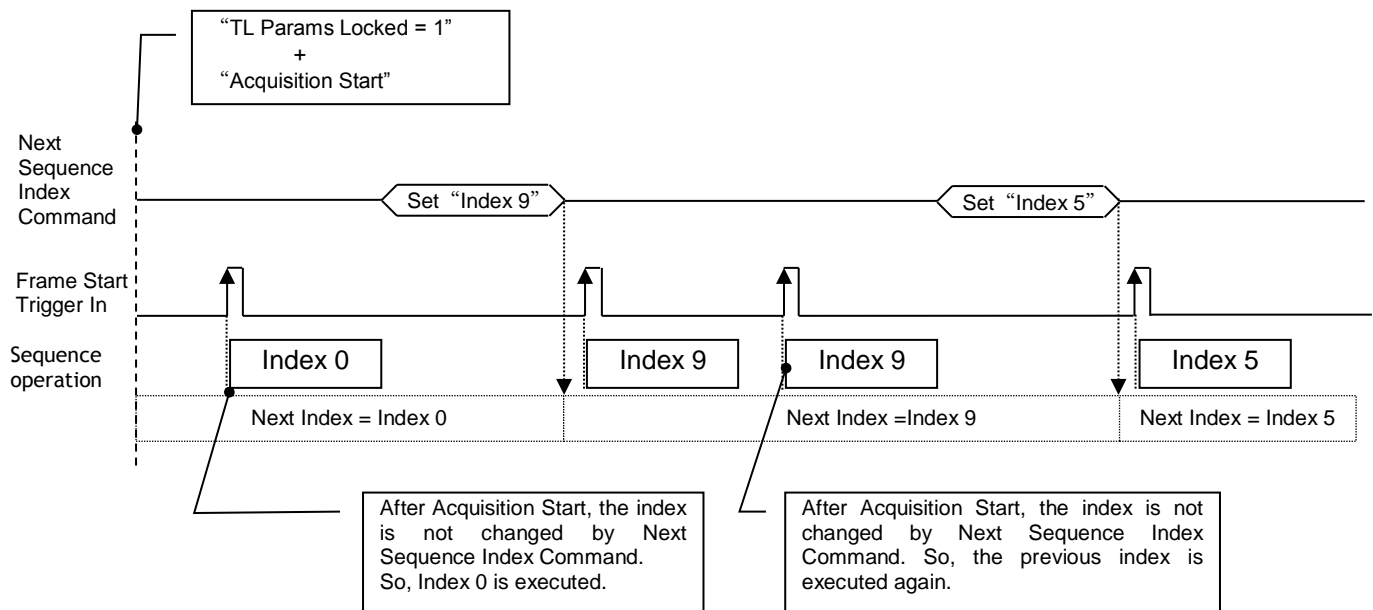 “TL Params Locked = 1”
+
“Acquisition Start”
Next
Sequence
Index
Command
Set “Index 9”
Set “Index 5”
Frame Start
Trigger In
Sequence
operation
Index 0
Index 9
Index 9
Index 5
Next Index = Index 0
Next Index =Index 9
Next Index = Index 5
After Acquisition Start, the index
is not changed by Next
Sequence Index Command.
So, Index 0 is executed.
After Acquisition Start, the index is not
changed by Next Sequence Index
Command. So, the previous index is
executed again.